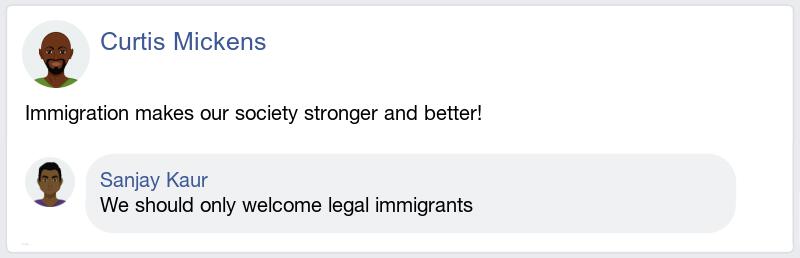 Curtis Mickens
Immigration makes our society stronger and better!
Sanjay Kaur
We should only welcome legal immigrants